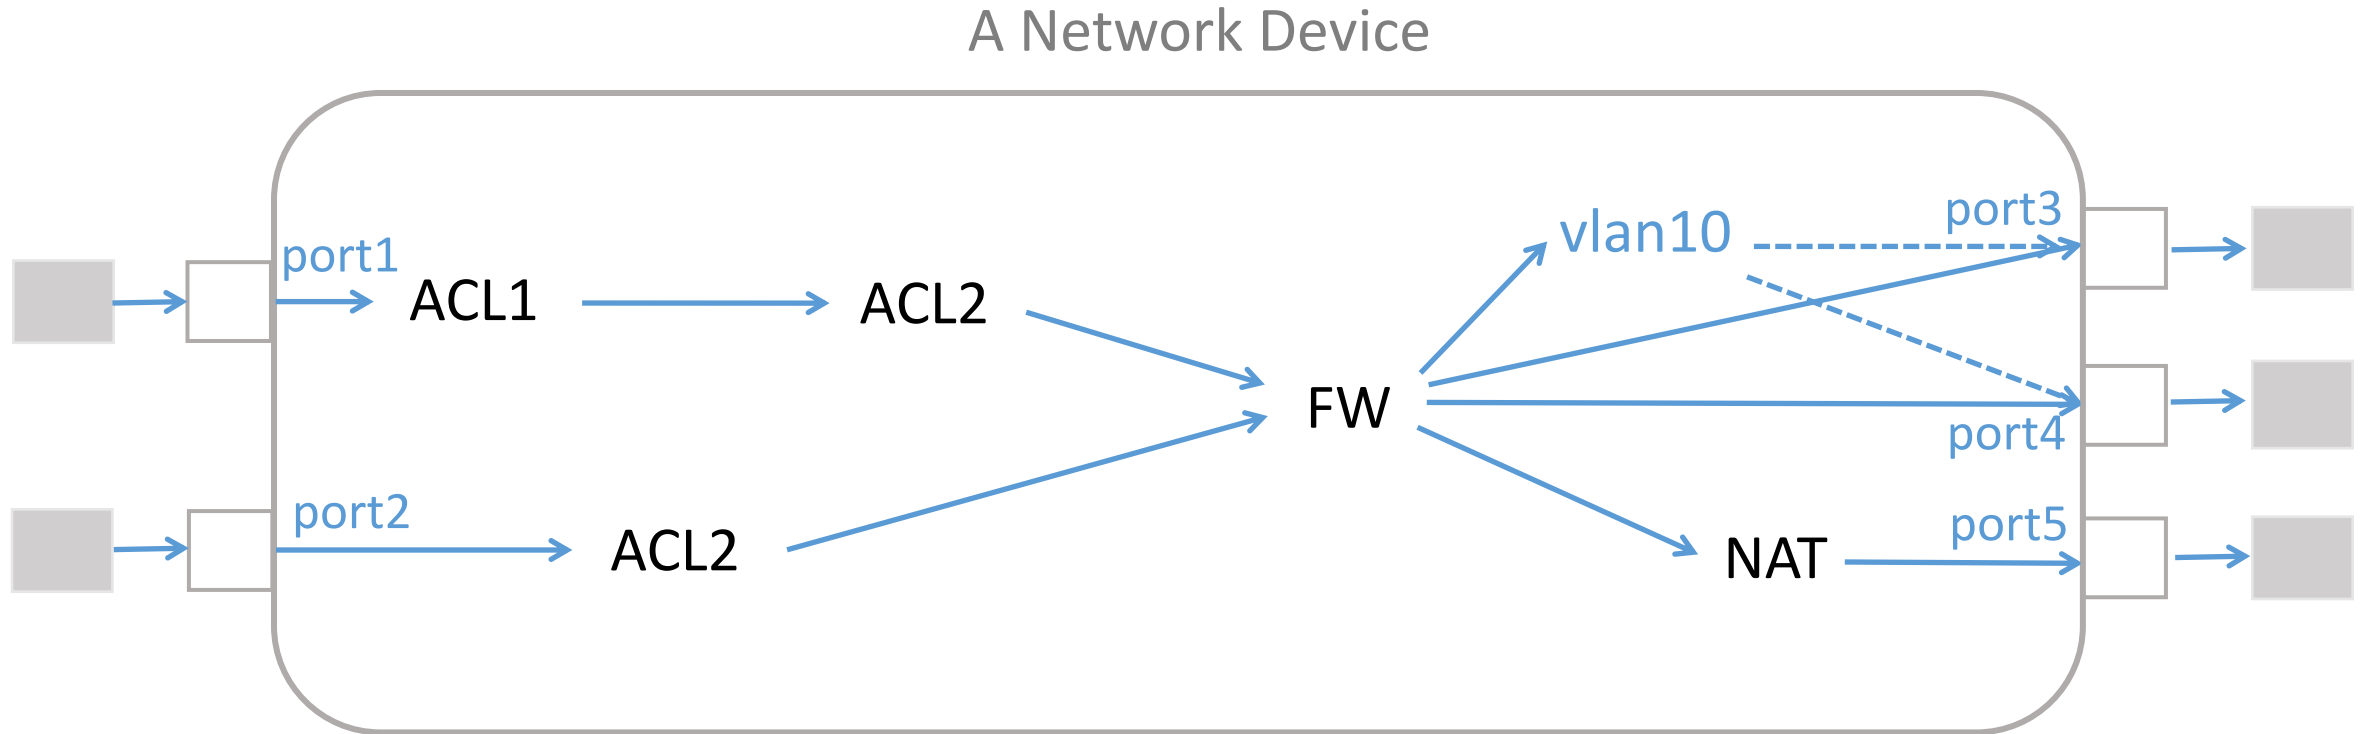 A Network Device
port1
ACL1
ACL2
FW
vlan10
port3
port4
port2
ACL2
NAT
port5